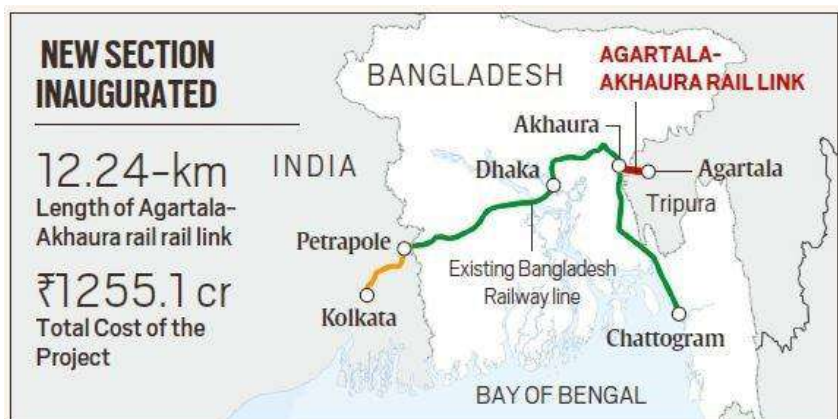 NEW SECTION
INAUGURATED
12.24-km
Length of Agartala-
Akhaura rail rail link
₹1255.1 cr
Total Cost of the
Project
BANGLADESH
AGARTALA-
AKHAURA RAIL LINK
Akhaura
INDIA
Dhaka
Agartala
Tripura
Petrapole
Existing Bangladesh
Railway line
Kolkata
Chattogram
BAY OF BENGAL